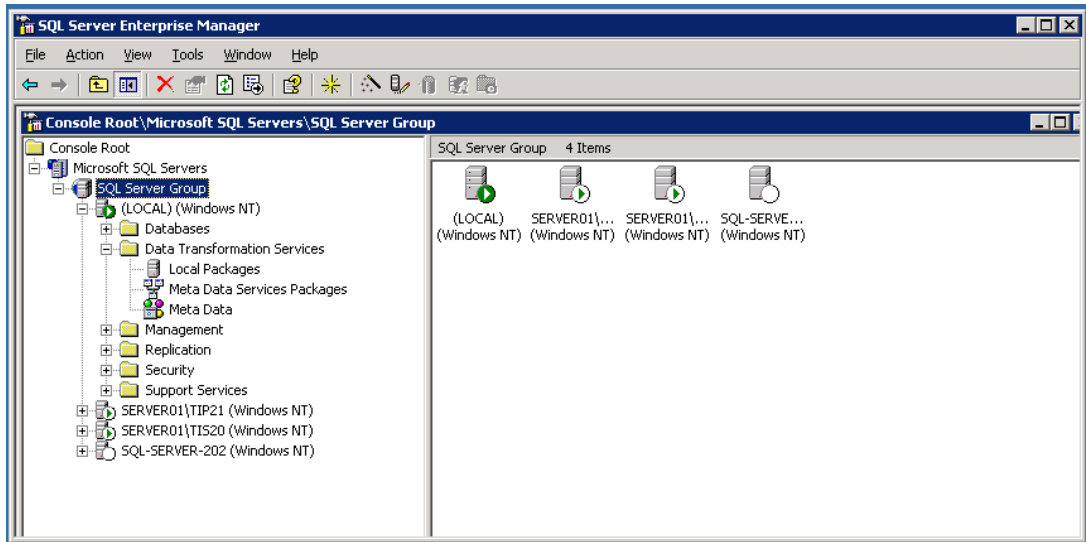 SQL Server Enterprise Manager
File Action View Tools Window Help
Console Root\Microsoft SQL Servers\SQL Server Group
Console Root
Microsoft SQL Servers
SQL Server Group
(LOCAL) (Windows NT)
Databases
Data Transformation Services
Local Packages
Meta Data Services Packages
Meta Data
Management
Replication
Security
Support Services
SERVER01\TIP21 (Windows NT)
SERVER01\TIS20 (Windows NT)
SQL-SERVER-202 (Windows NT)
SQL Server Group 4 Items
(LOCAL) SERVER01\... SERVER01\... SQL-SERVE...
(Windows NT) (Windows NT) (Windows NT) (Windows NT)